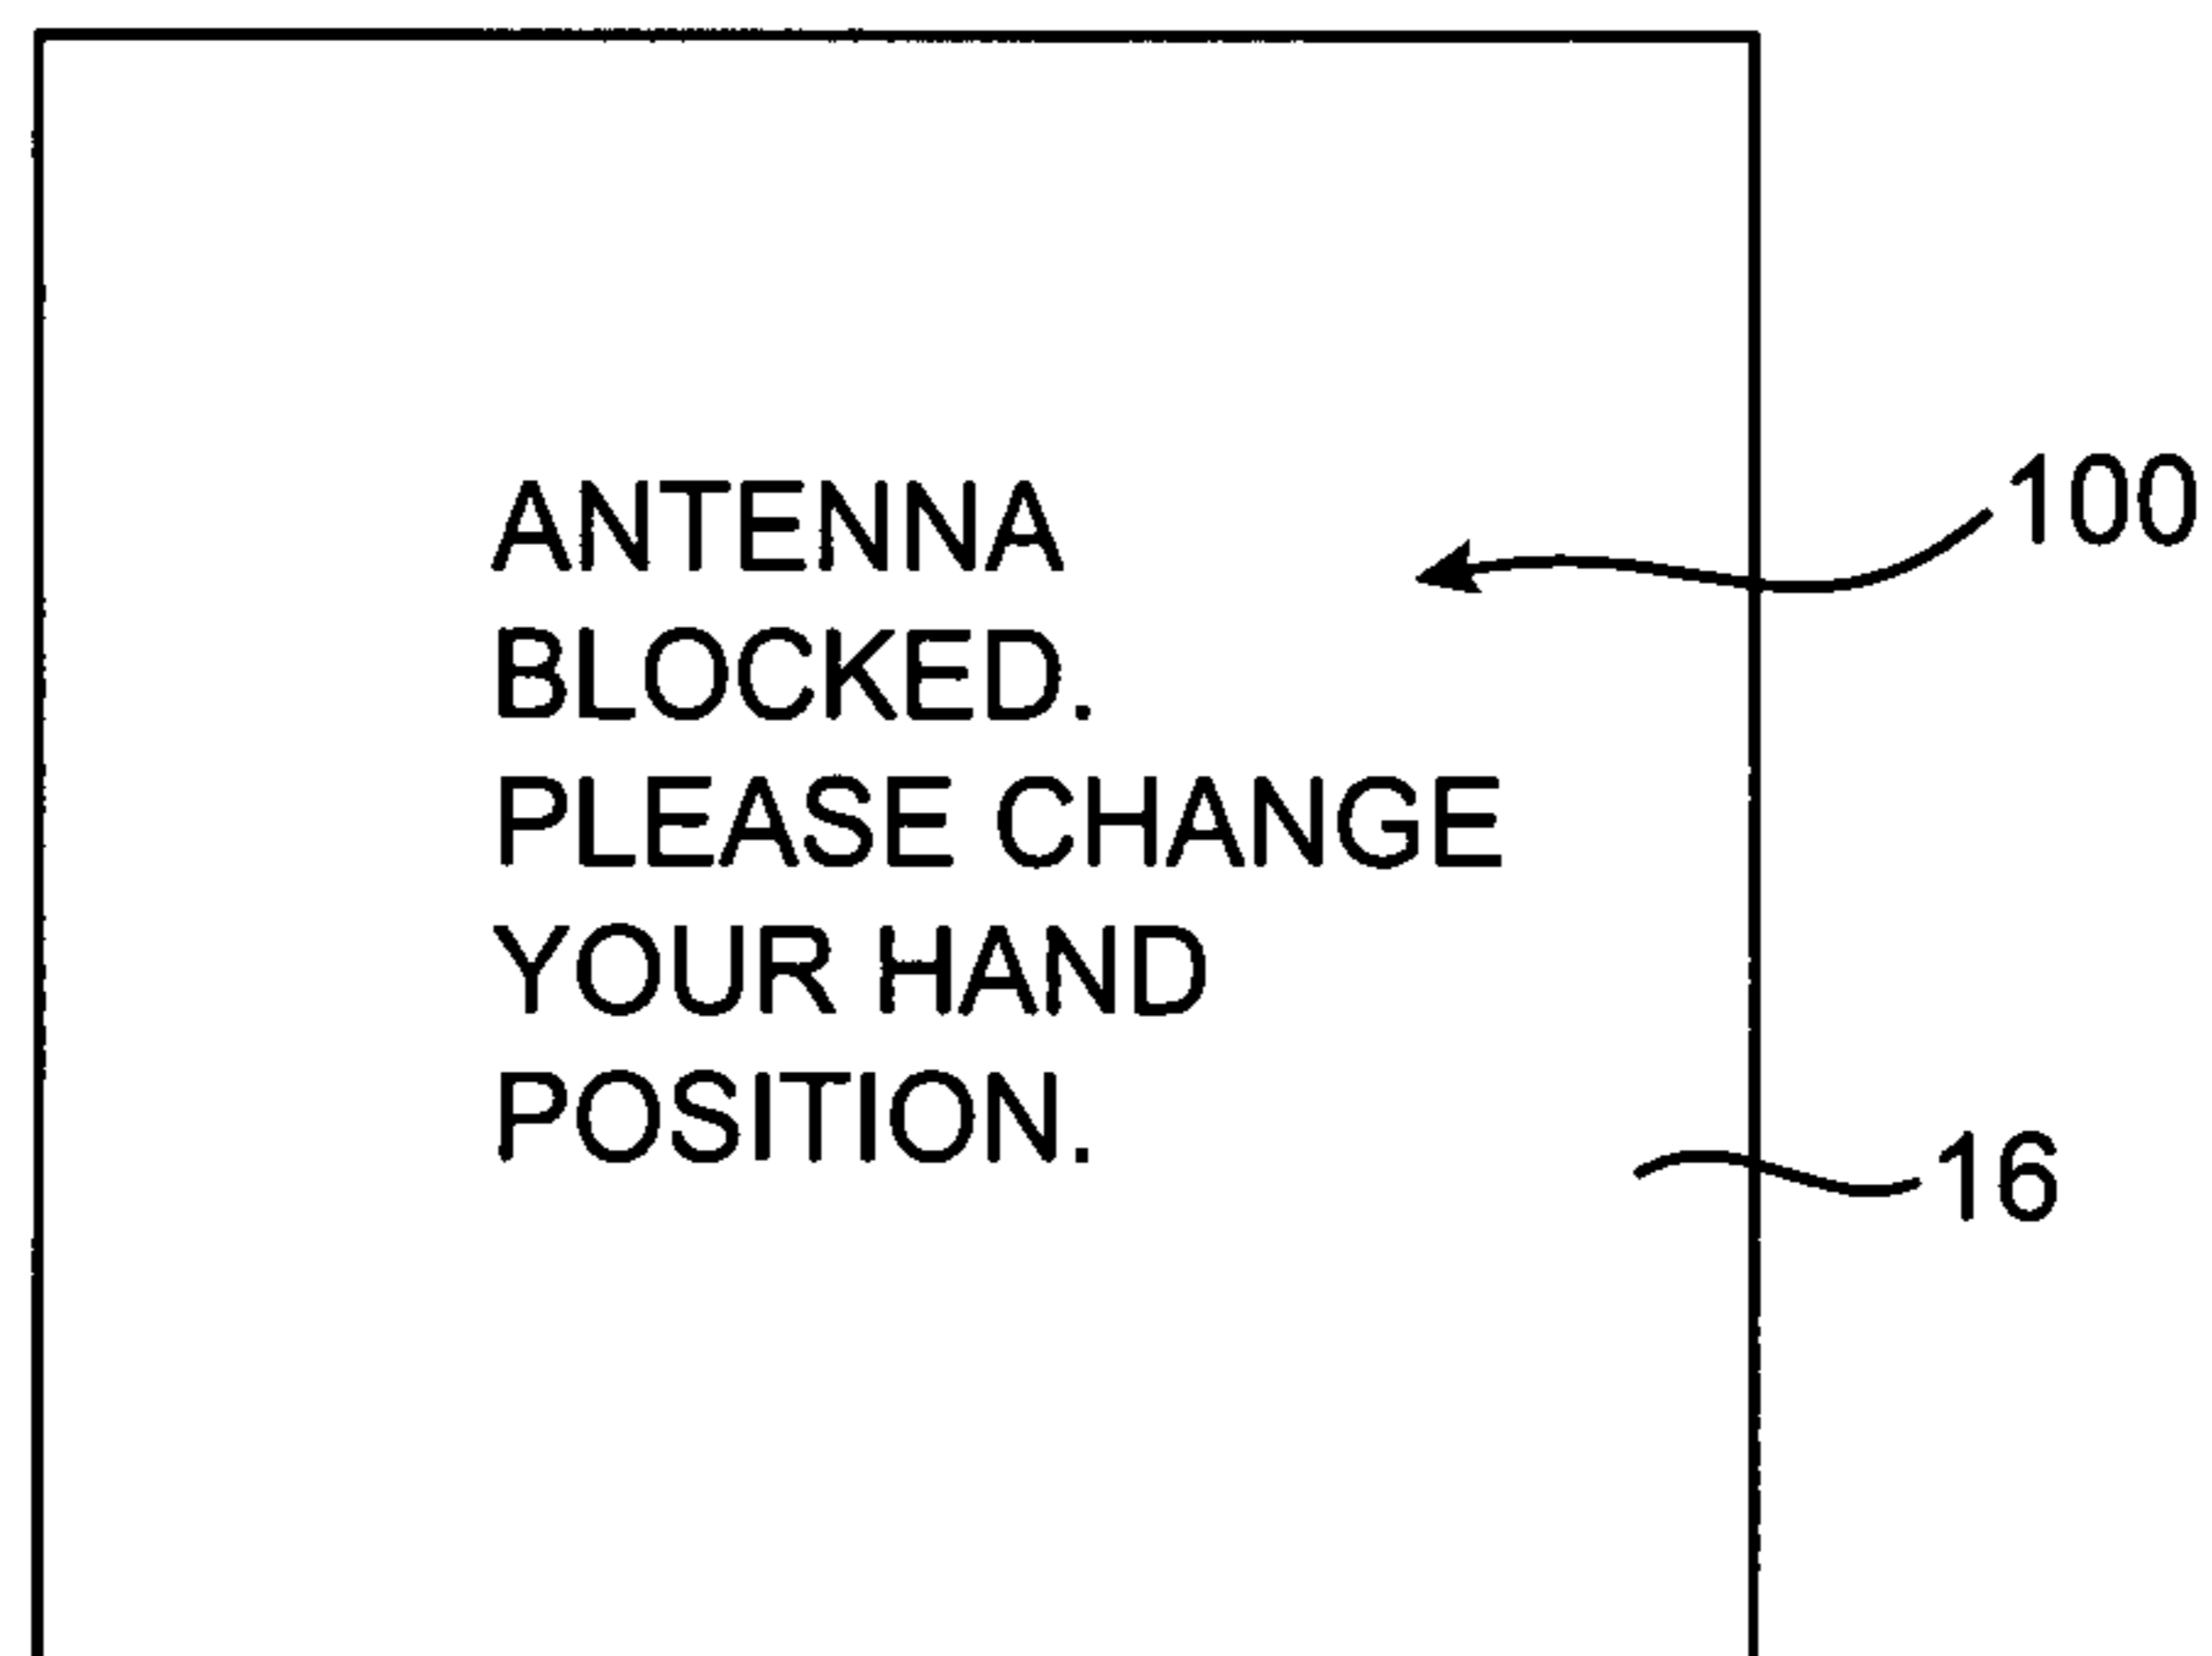 ANTENNA
BLOCKED.
PLEASE CHANGE
YOUR HAND
POSITION.
100
16